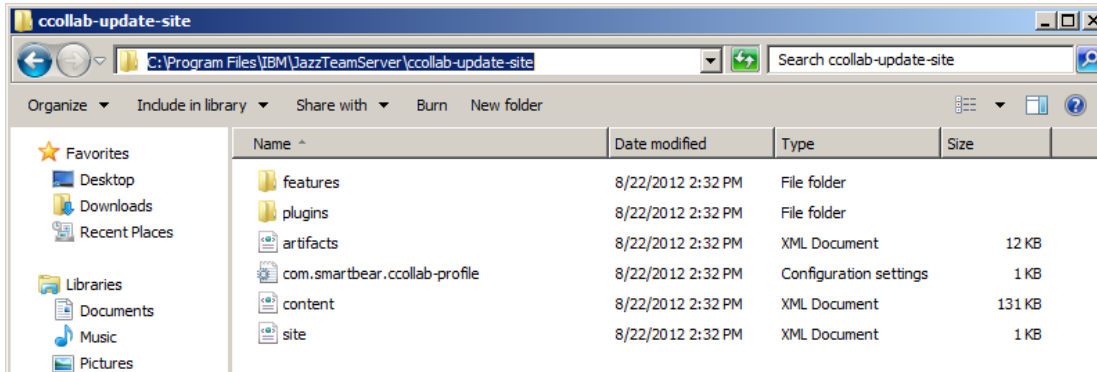 ccollab-update-site
C:\Program Files\IBM\JazzTeamServer\ccollab-update-site
Search ccollab-update-site
Organize Include in library Share with Burn New folder
Name Date modified Type Size
Favorites
Desktop
Downloads
Recent Places
Libraries
Documents
Music
Pictures
features 8/22/2012 2:32 PM File folder
plugins 8/22/2012 2:32 PM File folder
artifacts 8/22/2012 2:32 PM XML Document 12 KB
com.smartbear.ccollab-profile 8/22/2012 2:32 PM Configuration settings 1 KB
content 8/22/2012 2:32 PM XML Document 131 KB
site 8/22/2012 2:32 PM XML Document 1 KB